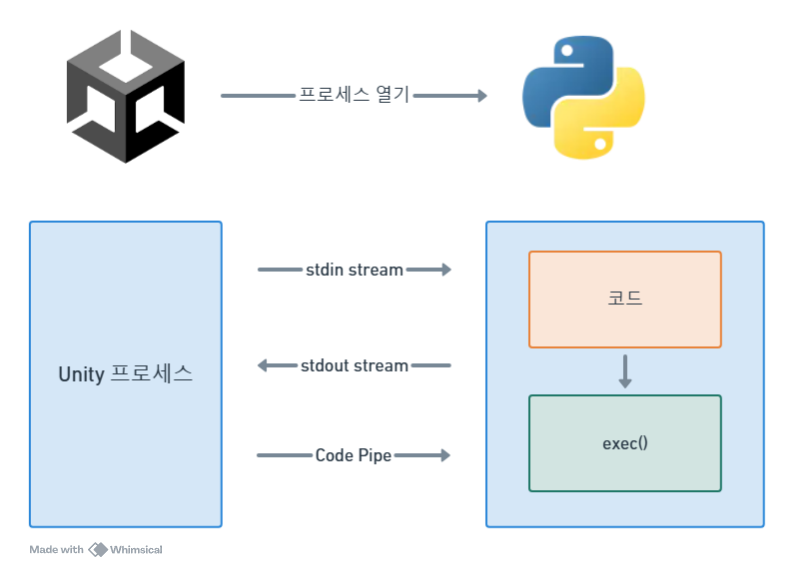 프로세스 열기
stdin stream
코드
stdout stream
Unity 프로세스
exec()
Code Pipe
Made with Whimsical